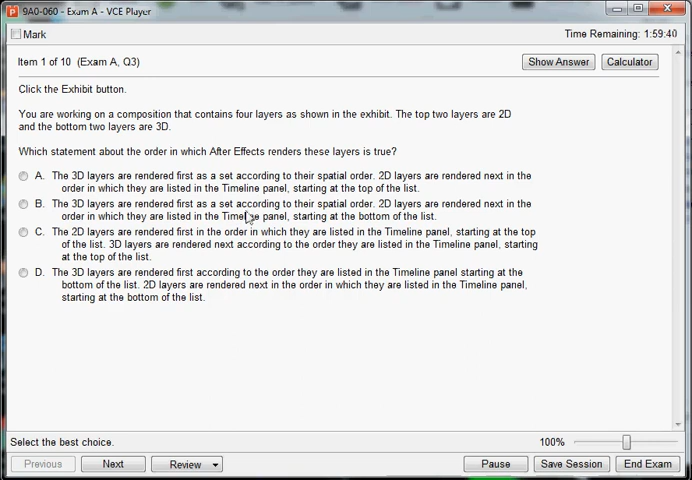 9A0-060 - Exam A - VCE Player
Mark
Time Remaining: 1:59:40
Item 1 of 10 (Exam A, Q3)
Show Answer
Calculator
Click the Exhibit button.
You are working on a composition that contains four layers as shown in the exhibit. The top two layers are 2D
and the bottom two layers are 3D.
Which statement about the order in which After Effects renders these layers is true?
A. The 3D layers are rendered first as a set according to their spatial order. 2D layers are rendered next in the
order in which they are listed in the Timeline panel, starting at the top of the list.
B. The 3D layers are rendered first as a set according to their spatial order. 2D layers are rendered next in the
order in which they are listed in the Timeline panel, starting at the bottom of the list.
C. The 2D layers are rendered first in the order in which they are listed in the Timeline panel, starting at the top
of the list. 3D layers are rendered next according to the order they are listed in the Timeline panel, starting
at the top of the list.
D. The 3D layers are rendered first according to the order they are listed in the Timeline panel starting at the
bottom of the list. 2D layers are rendered next in the order in which they are listed in the Timeline panel,
starting at the bottom of the list.
Select the best choice.
100%
Previous
Next
Review
Pause
Save Session
End Exam